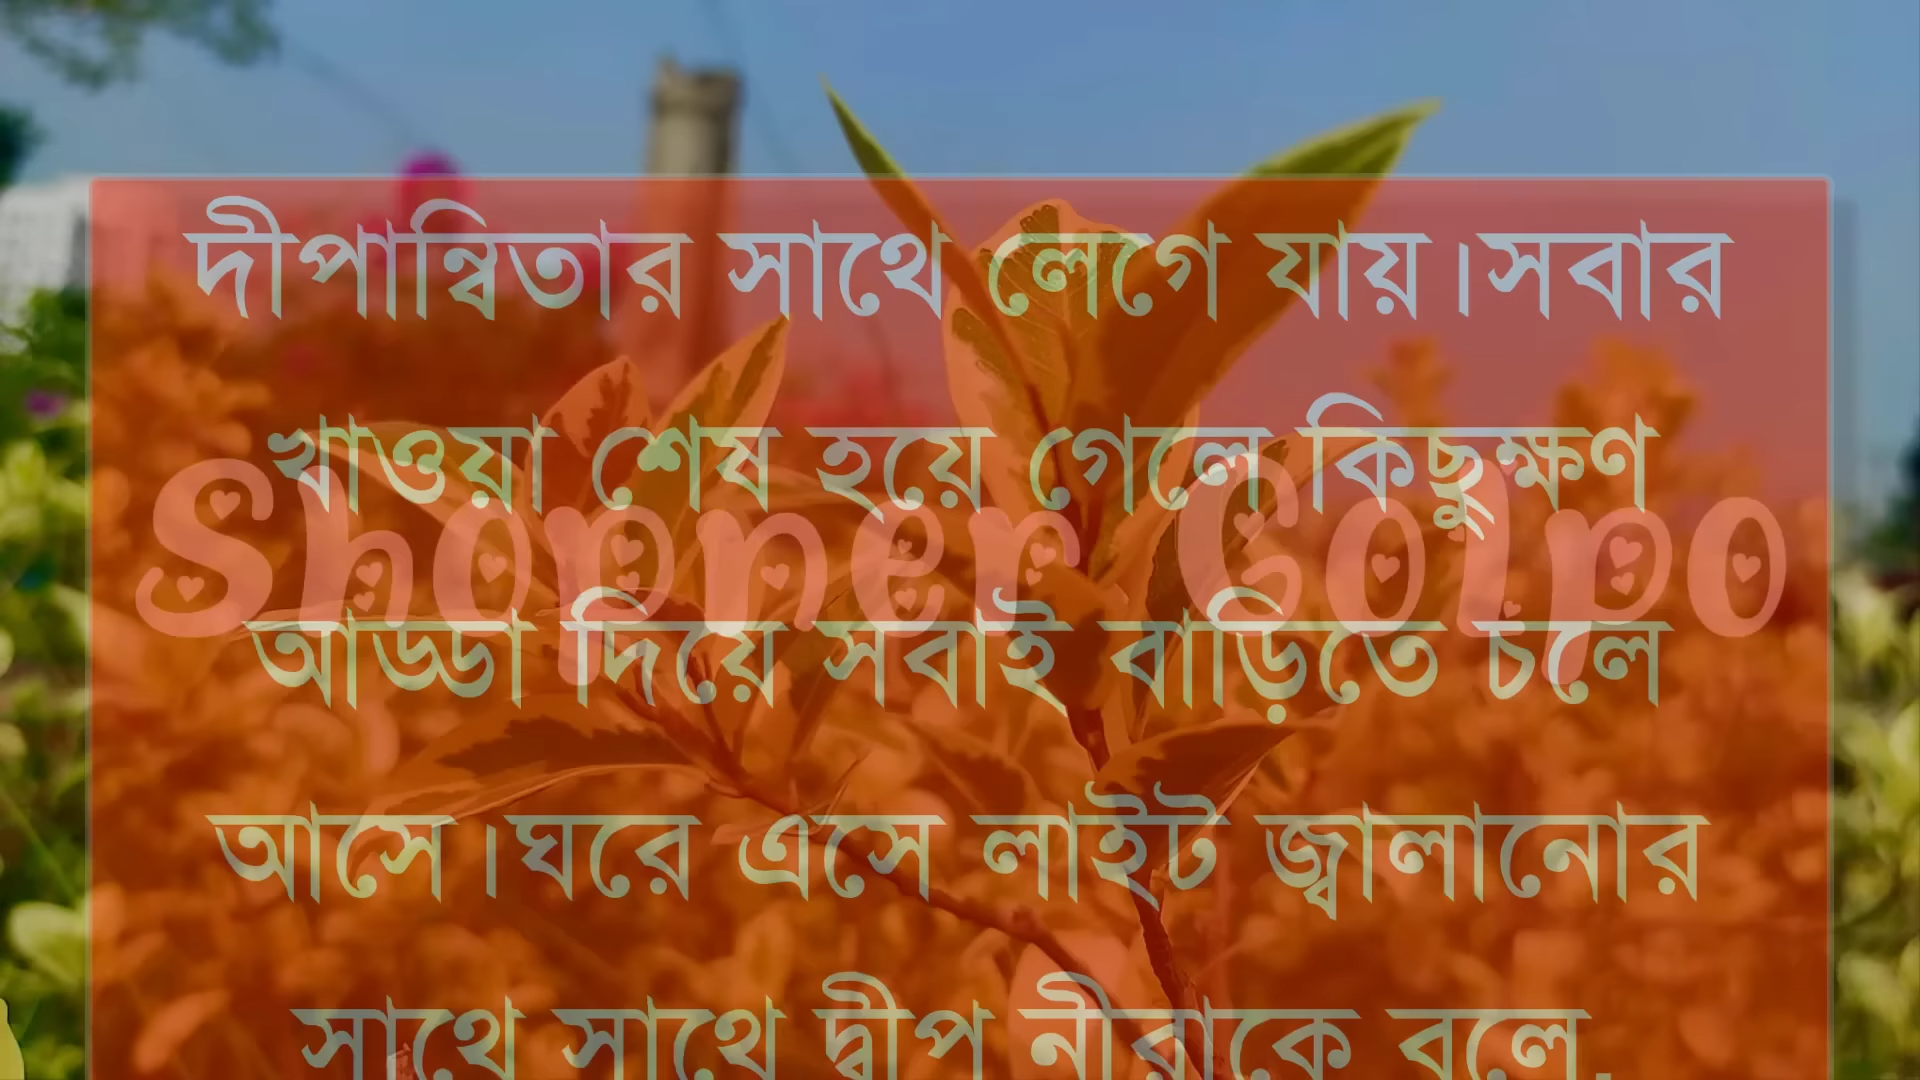 দীপান্বিতার সাথে লেগে যায়।সবার
খাওয়া শেষ হয়ে গেলে কিছুক্ষণ
Shopner Golpo
আড্ডা দিয়ে সবাই বাড়িতে চলে
আসে।ঘরে এসে লাইট জ্বালানোর
সাথে সাথে দ্বীপ নীরাকে বলে,